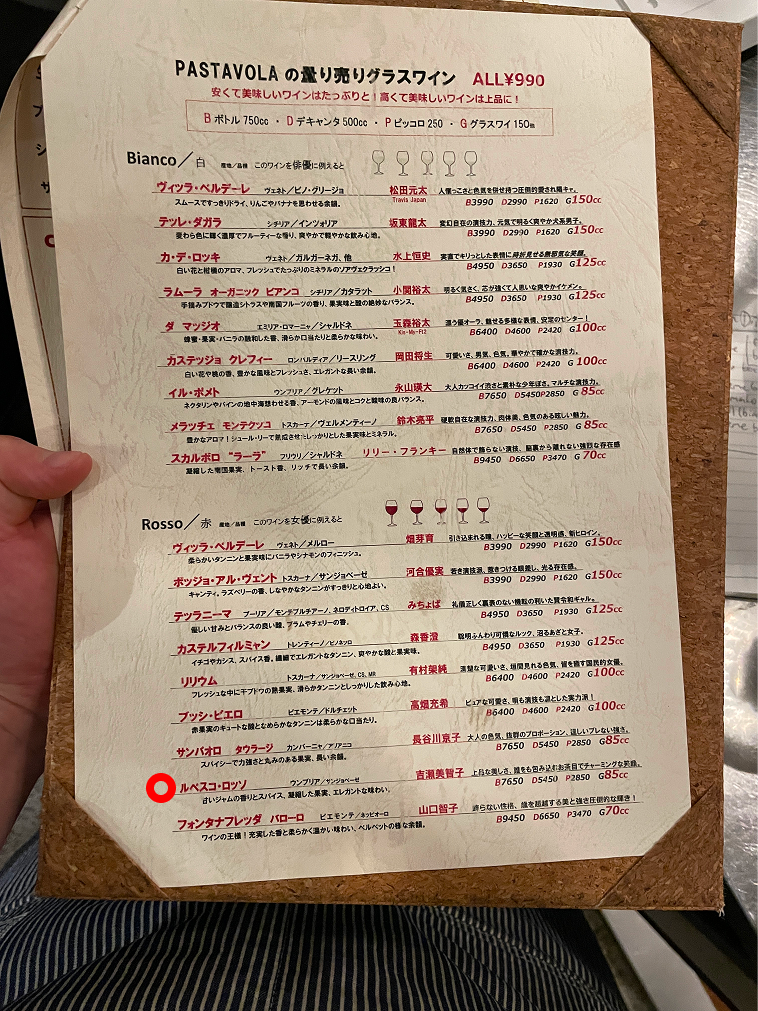 PASTAVOLA の量り売りグラスワイン ALL¥990
安くて美味しいワインはたっぷりと！高くて美味しいワインは上品に！
B ボトル 750cc ・ D デキャンタ 500cc ・ P ピッコロ 250 ・ G グラスワイ 150㎝
Bianco／白 産地/品種 このワインを俳優に例えると
ヴィッラ・ベルデーレ ヴェネト／ピノ・グリージョ 松田元太 人懐っこさと色気を併せ持つ圧倒的愛され陽キャ。
Travis Japan
スムースですっきりドライ、りんごやバナナを思わせる余韻。 B3990 D2990 P1620 G150cc
テッレ・ダガラ シチリア／インツォリア 坂東龍太 変幻自在の演技力、元気で明るく爽やか犬系男子。
麦わら色に輝く濃厚でフルーティーな香り、爽やかで軽やかな飲み心地。 B3990 D2990 P1620 G150cc
カ・デ・ロッキ ヴェネト／ガルガーネガ、他 水上恒史 実直でキリっとした表情に時折見せる無邪気な笑顔。
白い花と柑橘のアロマ、フレッシュでたっぷりのミネラルのソアヴェクラッシコ！ B4950 D3650 P1930 G125cc
ラムーラ オーガニック ビアンコ シチリア／カタラット 小関裕太 明るく気さく、芯が強くて人思いな爽やかイケメン。
手摘みブドウで醸造シトラスや南国フルーツの香り、果実味と酸の絶妙なバランス。 B4950 D3650 P1930 G125cc
ダ マッジオ エミリア・ロマーニャ／シャルドネ 玉森裕太 漂う優オーラ、魅せる多様な表情、安定のセンター！
Kis-My-Ft2
蜂蜜・果実・バニラの融和した香、滑らか口当たりと柔らかな味わい。 B6400 D4600 P2420 G100cc
カステッジョ クレフィー ロンバルディア／リースリング 岡田将生 可愛いさ、男気、色気。華やかで確かな演技力。
白い花や桃の香、豊かな風味とフレッシュさ、エレガントな長い余韻。 B6400 D4600 P2420 G100cc
イル・ポメト ウンブリア／グレケット 永山瑛大 大人カッコイイ渋さと素朴な少年ぽさ。マルチな演技力。
ネクタリンやパインの地中海想わせる香、アーモンドの風味とコクと酸味の良バランス。 B7650 D5450 P2850 G85cc
メラッチェ モンテクッコ トスカーナ／ヴェルメンティーノ 鈴木亮平 硬軟自在な演技力、肉体美、色気のある眩しい魅力。
豊かなアロマ！シュール・リーで熟成させたしっかりとした果実味とミネラル。 B7650 D5450 P2850 G85cc
スカルボロ “ラーラ” フリウリ／シャルドネ リリー・フランキー 自然体で飾らない演技、脳裏から離れない強烈な存在感
凝縮した南国果実、トースト香、リッチで長い余韻。 B9450 D6650 P3470 G70cc
Rosso／赤 産地/品種 このワインを女優に例えると
ヴィッラ・ベルデーレ ヴェネト／メルロー 畑芽育 引き込まれる瞳、ハッピーな笑顔と透明感、新ヒロイン。
柔らかいタンニンと果実味にバニラやシナモンのフィニッシュ。 B3990 D2990 P1620 G150cc
ポッジョ・アル・ヴェント トスカーナ／サンジョベーゼ 河合優実 若き演技派、惹きつける眼差し、光る存在感。
キャンティ。ラズベリーの香、しなやかなタンニンがすっきりと心地よい。 B3990 D2990 P1620 G150cc
テッラニーマ プーリア／モンテプルチアーノ、ネロディトロイア、CS みちょぱ 礼儀正しく裏表のない機転の利いた賢令和ギャル。
優しい甘みとバランスの良い酸、プラムやチェリーの香。 B4950 D3650 P1930 G125cc
カステルフィルミャン トレンティーノ／ピノネッロ 森香澄 聡明ふんわり可憐なルック、沼るあざと女子。
イチゴやカシス、スパイス香。繊細でエレガントなタンニン、爽やかな酸と果実味。 B4950 D3650 P1930 G125cc
リリウム トスカーナ／サンジョベーゼ、CS、MR 有村架純 清楚な可愛いさ、垣間見れる色気、皆を癒す国民的女優。
フレッシュな中に干ブドウの熟果実、滑らかタンニンとしっかりした飲み心地。 B6400 D4600 P2420 G100cc
ブッシ・ピエロ ピエモンテ／ドルチェット 高畑充希 ピュアな可愛さ、唄も演技も凛とした実力派！
赤果実のキュートな酸となめらかなタンニンは柔らかな口当たり。 B6400 D4600 P2420 G100cc
サンパオロ タウラージ カンパーニャ／アリアニコ 長谷川京子 大人の色気、抜群のプロポーション、逞しいブレない強さ。
スパイシーで力強さと丸みのある果実、長い余韻。 B7650 D5450 P2850 G85cc
ルベスコ・ロッソ ウンブリア／サンジョベーゼ 吉瀬美智子 上品な美しさ、誰をも包み込むお茶目でチャーミングな笑顔。
甘いジャムの香りとスパイス、凝縮した果実、エレガントな味わい。 B7650 D5450 P2850 G85cc
フォンタナフレッダ バローロ ピエモンテ／ネッビオーロ 山口智子 飾らない性格、歳を超越する美と強さ圧倒的な輝き！
ワインの王様！充実した香と柔らかく温かい味わい、ベルベットの様な余韻。 B9450 D6650 P3470 G70cc